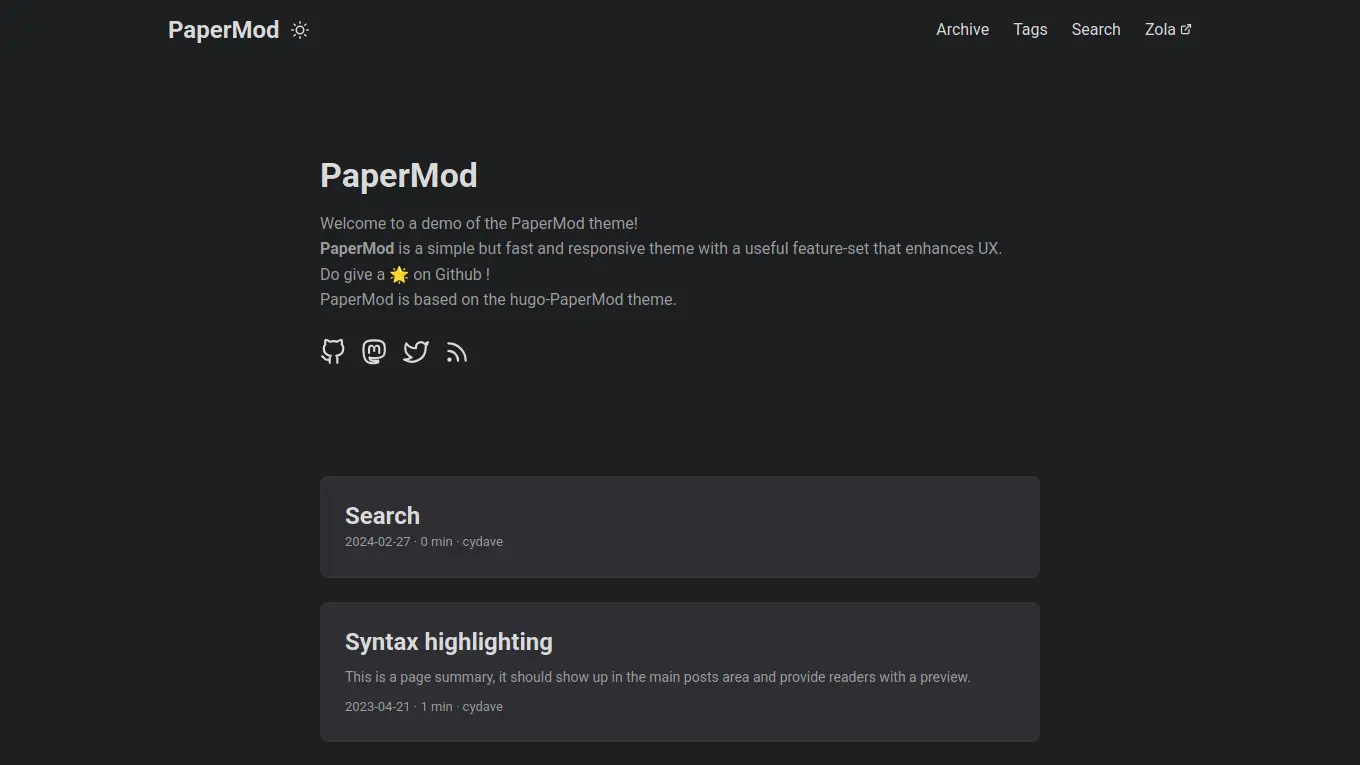 PaperMod
Archive Tags Search Zola
PaperMod
Welcome to a demo of the PaperMod theme!
PaperMod is a simple but fast and responsive theme with a useful feature-set that enhances UX.
Do give a 🌟 on Github !
PaperMod is based on the hugo-PaperMod theme.
Search
2024-02-27 · 0 min · cydave
Syntax highlighting
This is a page summary, it should show up in the main posts area and provide readers with a preview.
2023-04-21 · 1 min · cydave